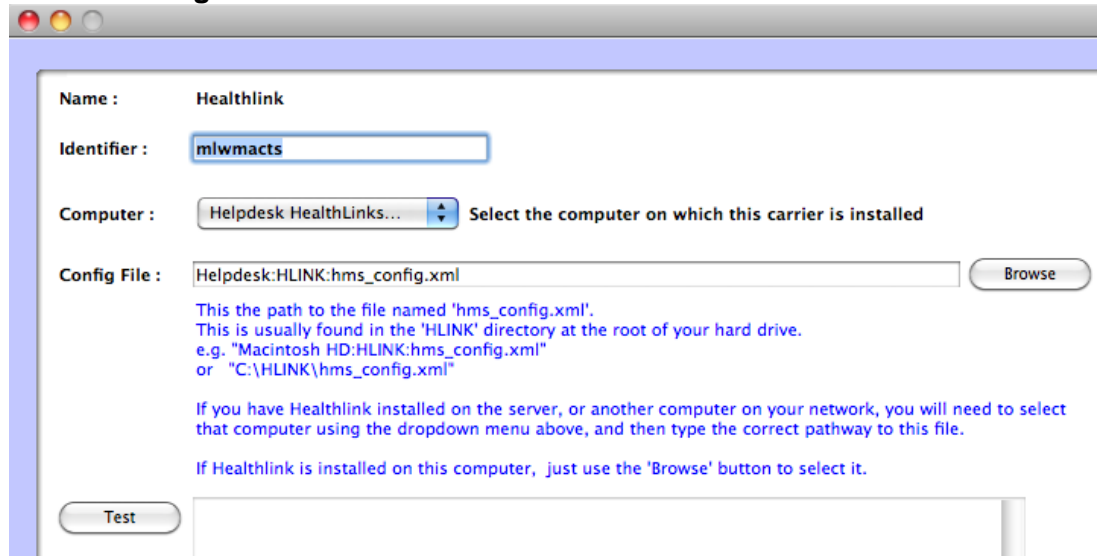 Name : Healthlink
Identifier : mlwmacts
Computer : Helpdesk HealthLinks... Select the computer on which this carrier is installed
Config File : Helpdesk:HLINK:hms_config.xml Browse
This the path to the file named 'hms_config.xml'.
This is usually found in the 'HLINK' directory at the root of your hard drive.
e.g. "Macintosh HD:HLINK:hms_config.xml"
or "C:\HLINK\hms_config.xml"
If you have Healthlink installed on the server, or another computer on your network, you will need to select
that computer using the dropdown menu above, and then type the correct pathway to this file.
If Healthlink is installed on this computer, just use the 'Browse' button to select it.
Test